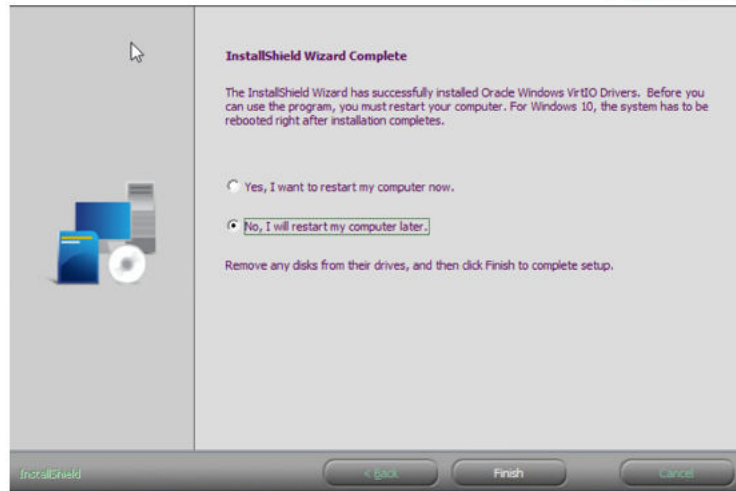 InstallShield Wizard Complete
The InstallShield Wizard has successfully installed Oracle Windows VirtIO Drivers. Before you
can use the program, you must restart your computer. For Windows 10, the system has to be
rebooted right after installation completes.
Yes, I want to restart my computer now.
No, I will restart my computer later.
Remove any disks from their drives, and then click Finish to complete setup.
InstallShield
< Back
Finish
Cancel